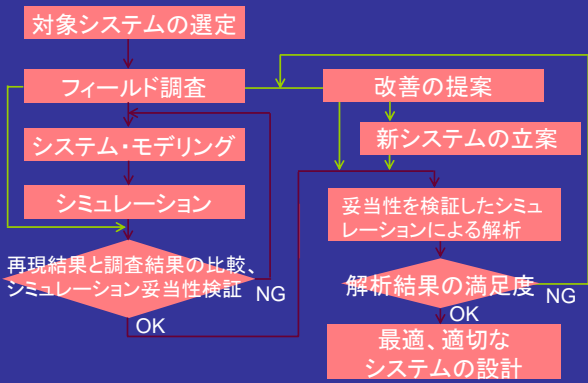 対象システムの選定
フィールド調査
システム・モデリング
シミュレーション
再現結果と調査結果の比較、
シミュレーション妥当性検証
NG
OK
改善の提案
新システムの立案
妥当性を検証したシミュ
レーションによる解析
解析結果の満足度
NG
OK
最適、適切な
システムの設計